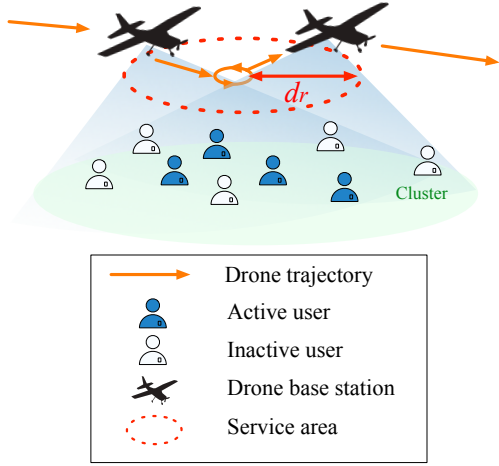 dr
Cluster
Drone trajectory
Active user
Inactive user
Drone base station
Service area